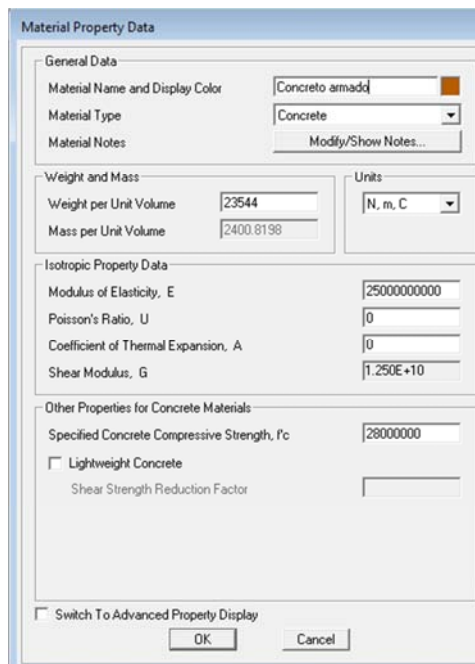 Material Property Data
General Data
Material Name and Display Color Concreto armado
Material Type Concrete
Material Notes Modify/Show Notes...
Weight and Mass Units
Weight per Unit Volume 23544 N, m, C
Mass per Unit Volume 2400.8198
Isotropic Property Data
Modulus of Elasticity, E 25000000000
Poisson's Ratio, U 0
Coefficient of Thermal Expansion, A 0
Shear Modulus, G 1.250E+10
Other Properties for Concrete Materials
Specified Concrete Compressive Strength, f'c 28000000
Lightweight Concrete
Shear Strength Reduction Factor
Switch To Advanced Property Display
OK Cancel